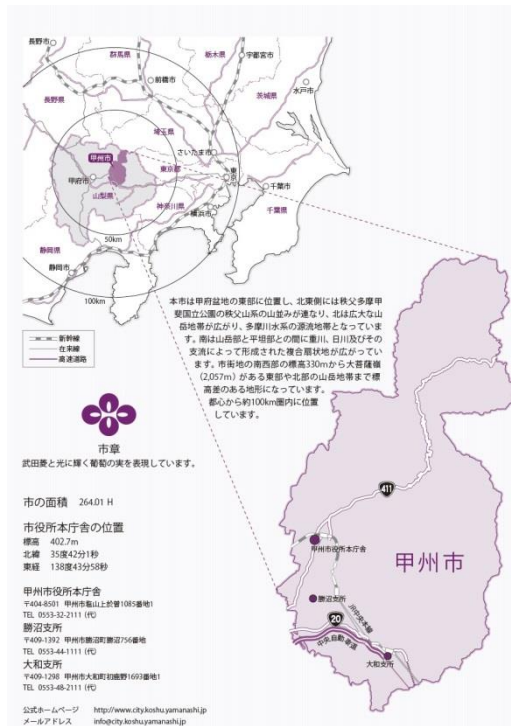 長野市
群馬県
栃木県
宇都宮市
前橋市
水戸市
長野県
茨城県
埼玉県
さいたま市
甲州市
東京都
東京
甲府市
千葉市
山梨県
神奈川県
横浜市
千葉県
静岡県
50km
静岡市
100km
新幹線
在来線
高速道路
本市は甲府盆地の東部に位置し、北東側には秩父多摩甲
斐国立公園の秩父山系の山並みが連なり、北は広大な山
岳地帯が広がり、多摩川水系の源流地帯となっていま
す。南は山岳部と平坦部との間に重川、日川及びその
支流によって形成された複合扇状地が広がってい
ます。市街地の南西部の標高330mから大菩薩嶺
(2,057m)がある東部や北部の山岳地帯まで標
高差のある地形になっています。
都心から約100km圏内に位置
しています。
市章
武田菱と光に輝く葡萄の実を表現しています。
市の面積 264.01 H
市役所本庁舎の位置
標高 402.7m
北緯 35度42分1秒
東経 138度43分58秒
甲州市役所本庁舎
〒404-8501 甲州市塩山上於曽1085番地1
TEL 0553-32-2111 (代)
勝沼支所
〒409-1392 甲州市勝沼町勝沼756番地
TEL 0553-44-1111 (代)
大和支所
〒409-1298 甲州市大和町初鹿野1693番地1
TEL 0553-48-2111 (代)
公式ホームページ http://www.city.koshu.yamanashi.jp
メールアドレス info@city.koshu.yamanashi.jp
411
甲州市役所本庁舎
甲州市
勝沼支所
JR中央本線
20
中央自動車道
大和支所